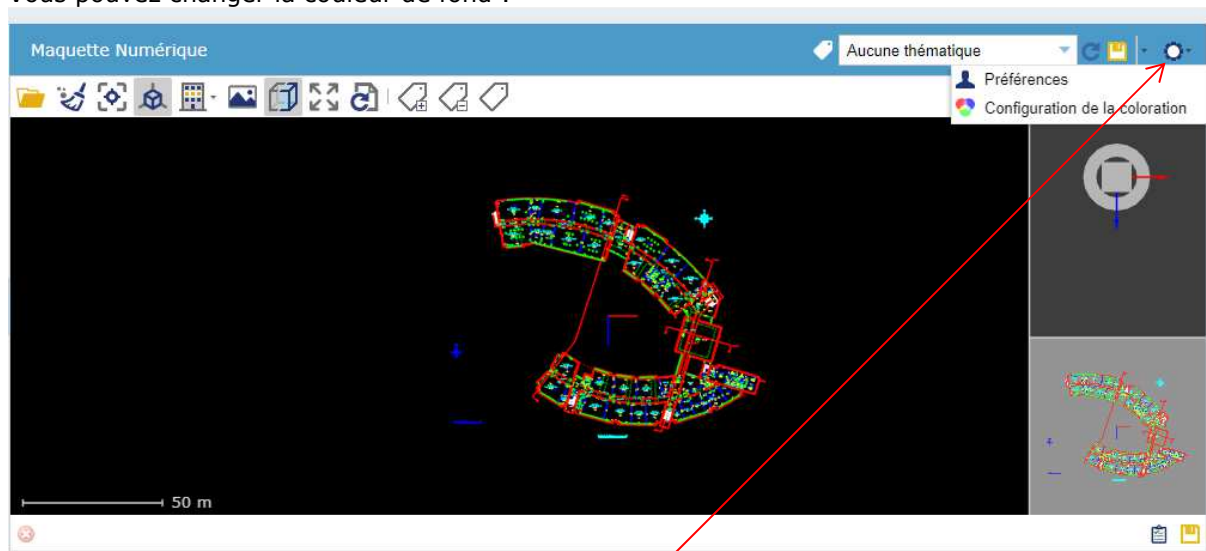 Vous pouvez changer la couleur de fond :
Maquette Numérique
Aucune thématique
Préférences
Configuration de la coloration
50 m